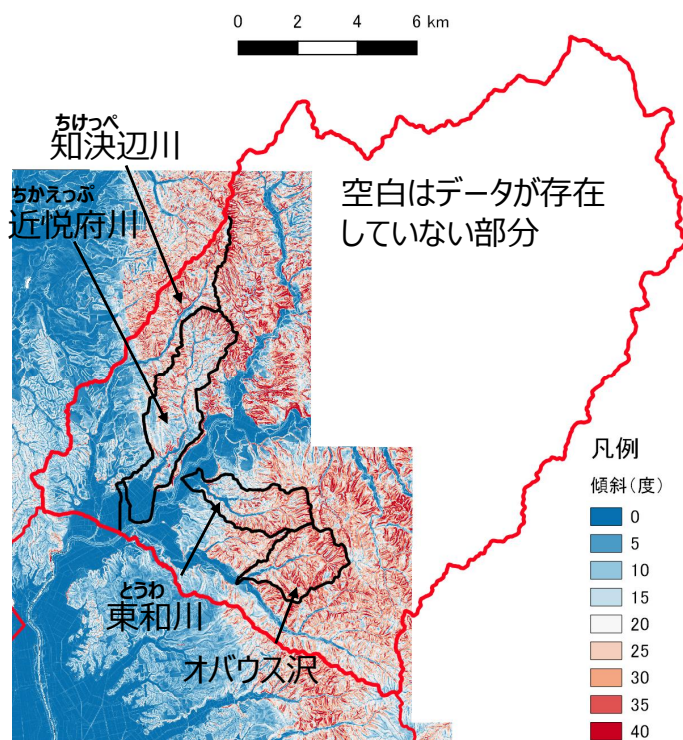 0 2 4 6 km
ちけっぺ
知決辺川
ちかえっぷ
近悦府川
空白はデータが存在
していない部分
とうわ
東和川
オバウス沢
凡例
傾斜(度)
0
5
10
15
20
25
30
35
40